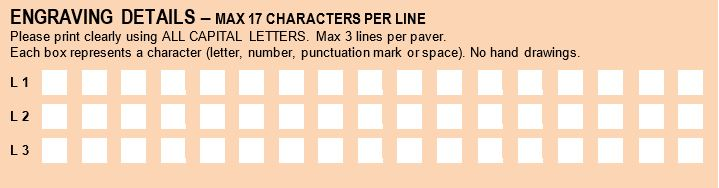 ENGRAVING DETAILS – MAX 17 CHARACTERS PER LINE
Please print clearly using ALL CAPITAL LETTERS. Max 3 lines per paver.
Each box represents a character (letter, number, punctuation mark or space). No hand drawings.
L 1
L 2
L 3